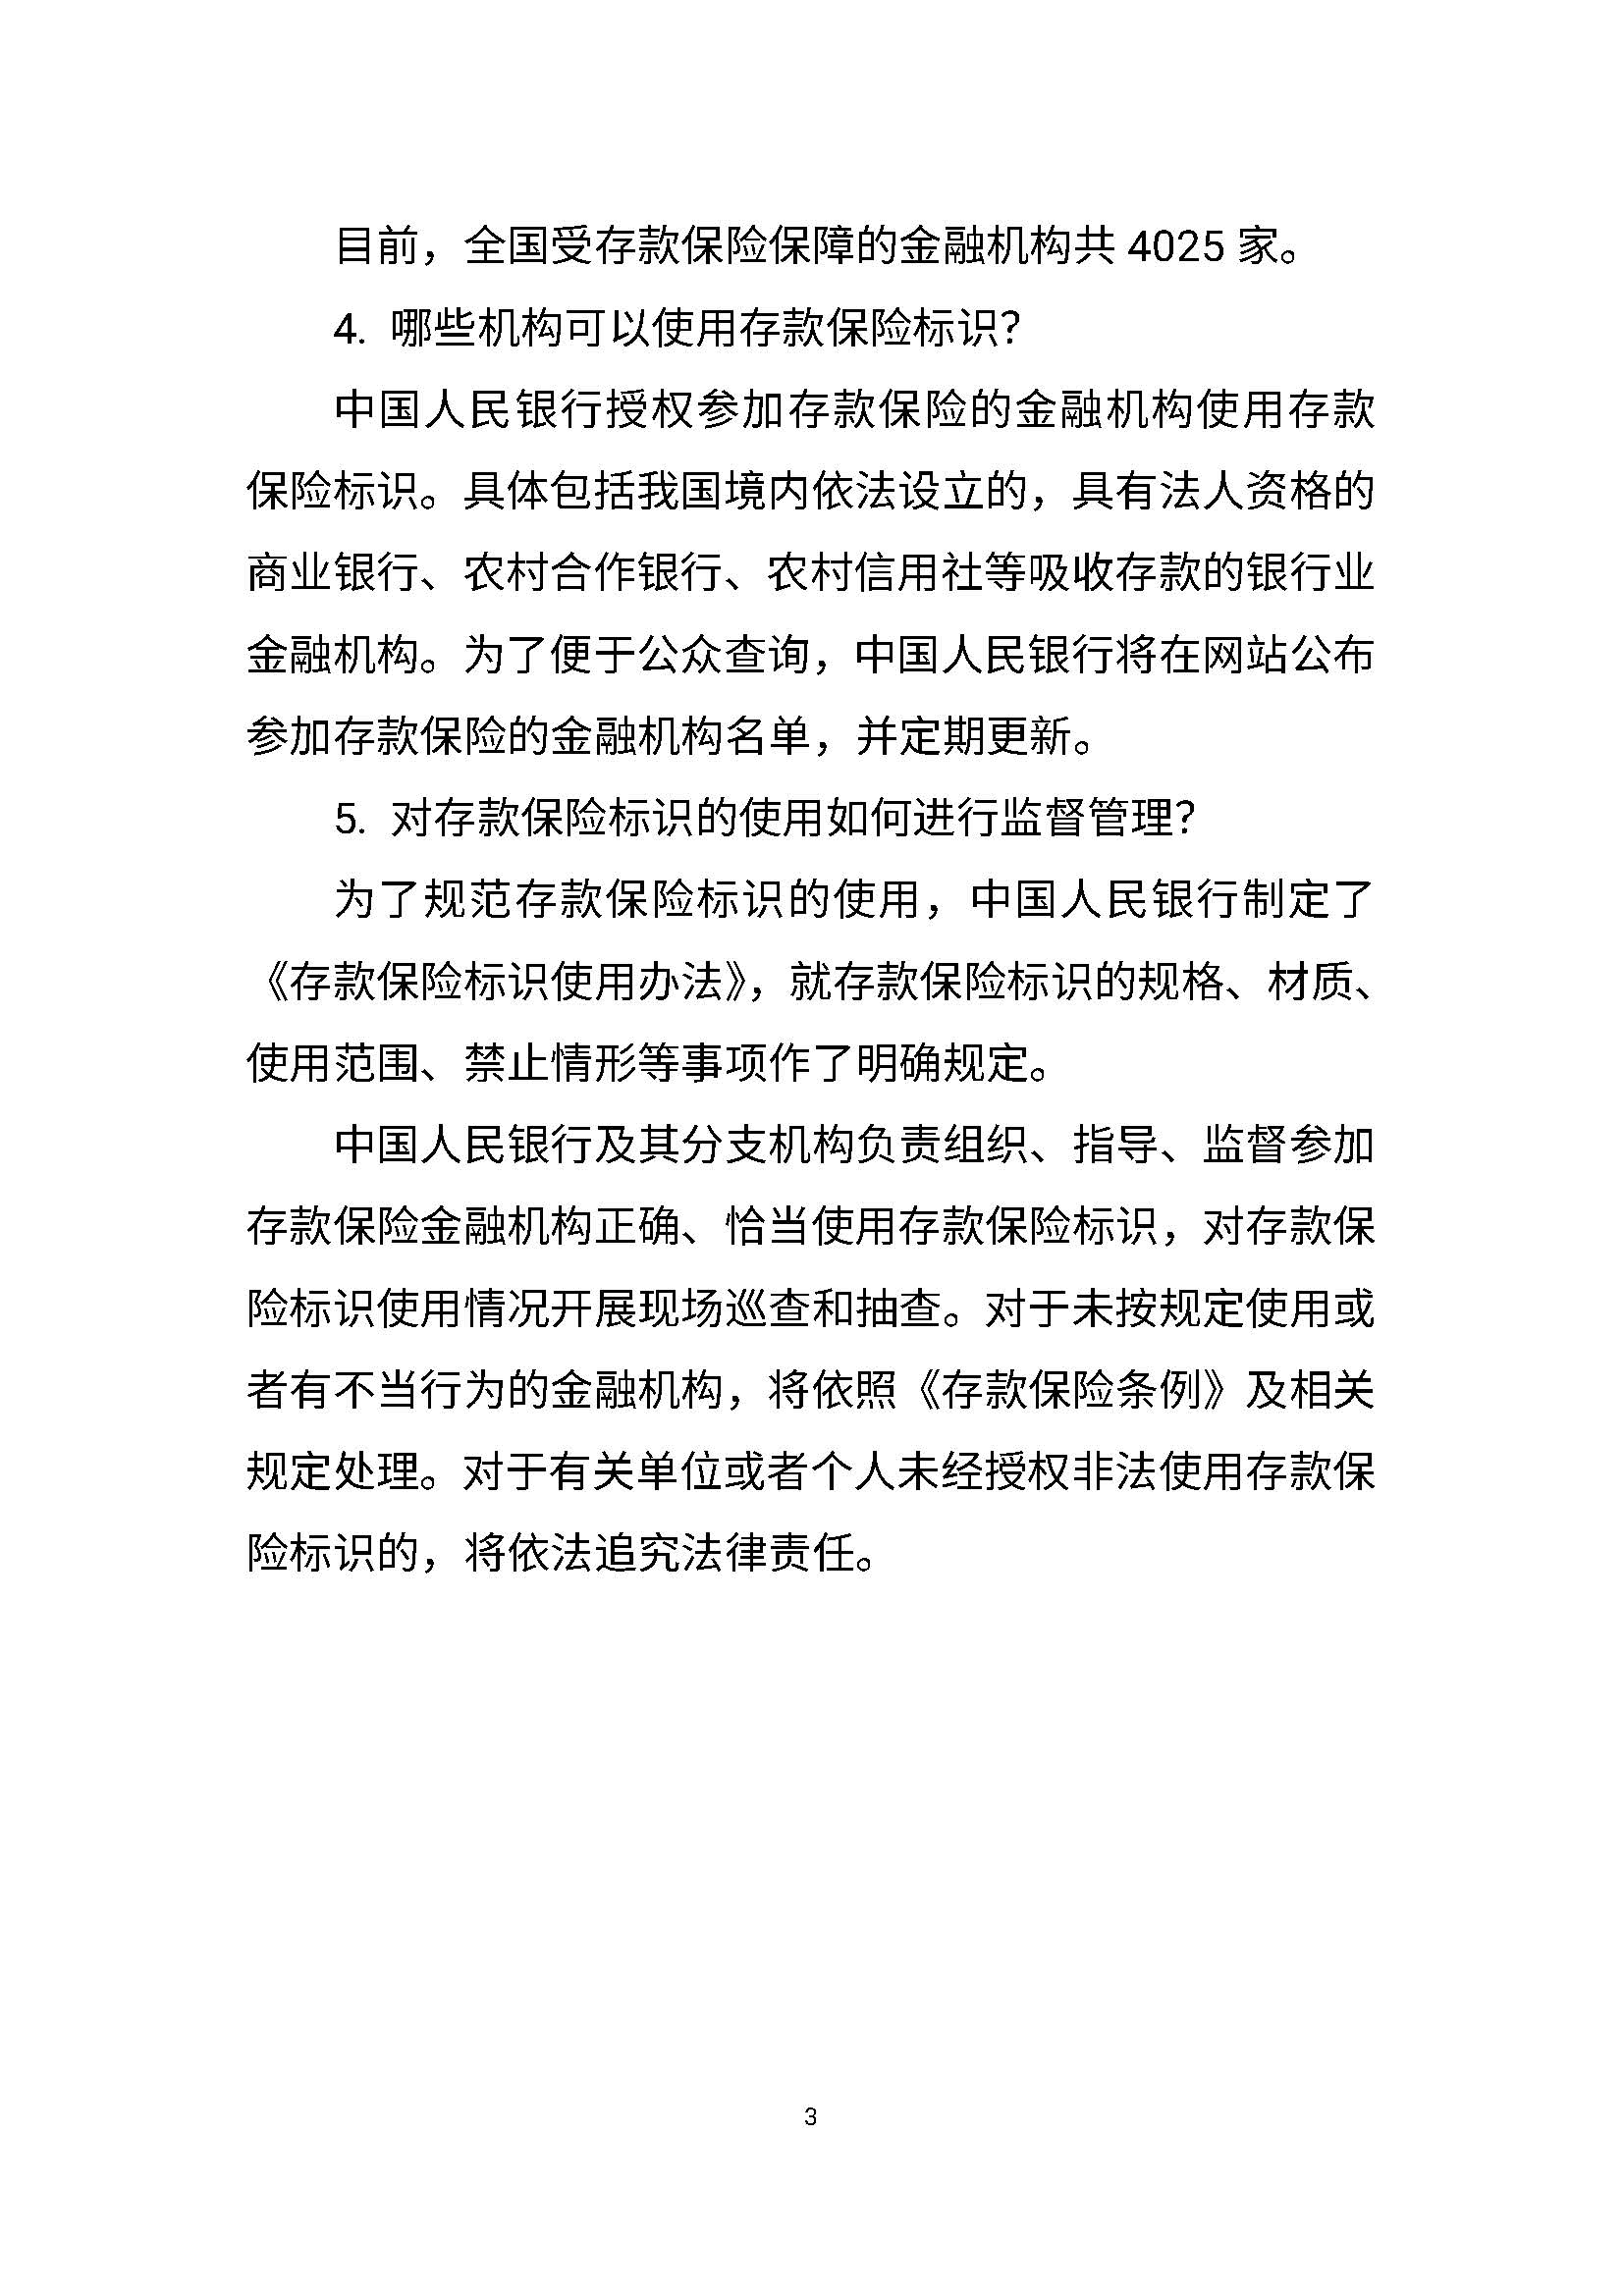 目前，全国受存款保险保障的金融机构共 4025 家。
4. 哪些机构可以使用存款保险标识？
中国人民银行授权参加存款保险的金融机构使用存款
保险标识。具体包括我国境内依法设立的，具有法人资格的
商业银行、农村合作银行、农村信用社等吸收存款的银行业
金融机构。为了便于公众查询，中国人民银行将在网站公布
参加存款保险的金融机构名单，并定期更新。
5. 对存款保险标识的使用如何进行监督管理？
为了规范存款保险标识的使用，中国人民银行制定了
《存款保险标识使用办法》，就存款保险标识的规格、材质、
使用范围、禁止情形等事项作了明确规定。
中国人民银行及其分支机构负责组织、指导、监督参加
存款保险金融机构正确、恰当使用存款保险标识，对存款保
险标识使用情况开展现场巡查和抽查。对于未按规定使用或
者有不当行为的金融机构，将依照《存款保险条例》及相关
规定处理。对于有关单位或者个人未经授权非法使用存款保
险标识的，将依法追究法律责任。
3